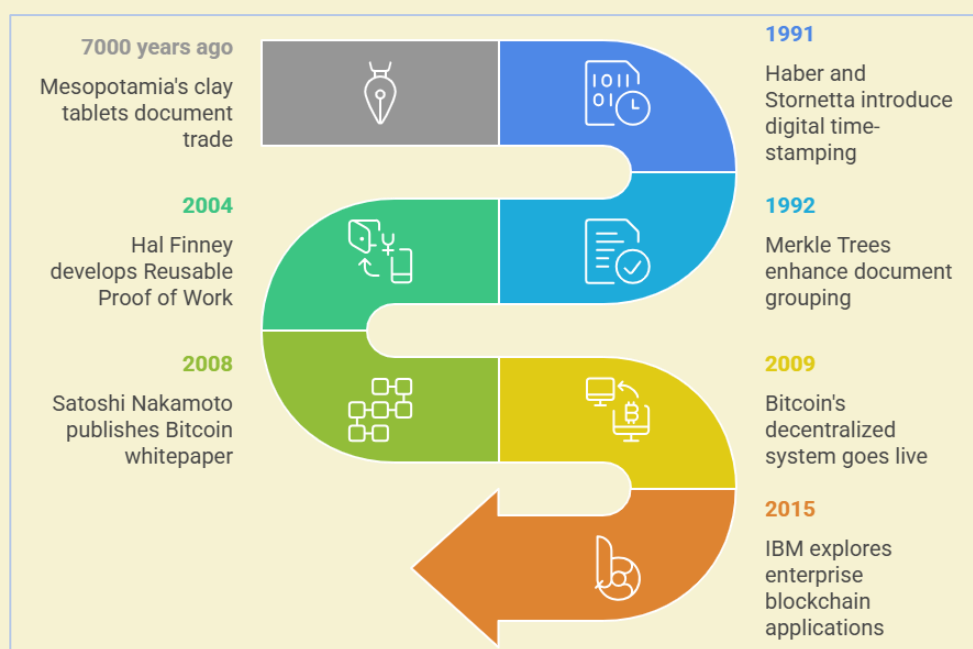 7000 years ago
Mesopotamia's clay
tablets document
trade
1991
Haber and
Stornetta introduce
digital time-
stamping
1992
Merkle Trees
enhance document
grouping
2004
Hal Finney
develops Reusable
Proof of Work
2008
Satoshi Nakamoto
publishes Bitcoin
whitepaper
2009
Bitcoin's
decentralized
system goes live
2015
IBM explores
enterprise
blockchain
applications